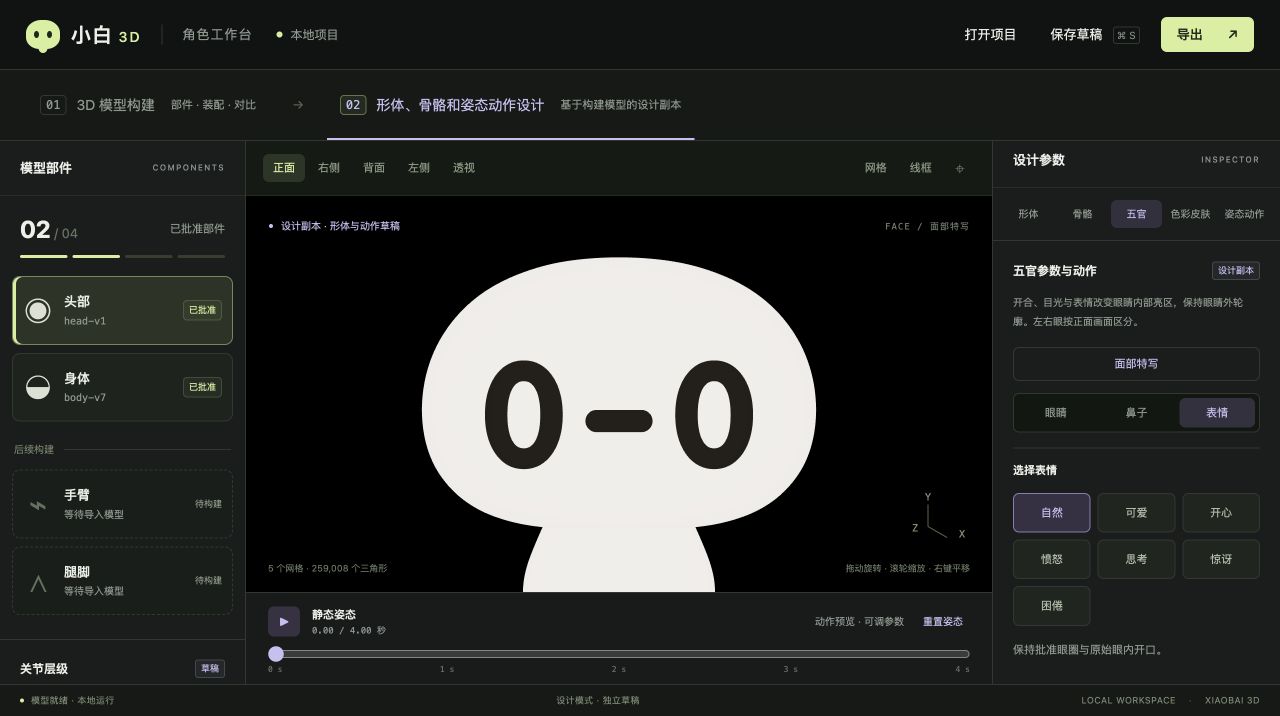 小白 3D
角色工作台
本地项目
打开项目
保存草稿 ⌘ S
导出
01 3D 模型构建 部件 · 装配 · 对比
→
02 形体、骨骼和姿态动作设计 基于构建模型的设计副本
模型部件
COMPONENTS
02 / 04
已批准部件
头部
head-v1
已批准
身体
body-v7
已批准
后续构建
手臂
等待导入模型
待构建
腿脚
等待导入模型
待构建
关节层级
草稿
正面 右侧 背面 左侧 透视
网格 线框
设计副本 · 形体与动作草稿
FACE / 面部特写
Y
Z
X
5 个网格 · 259,008 个三角形
拖动旋转 · 滚轮缩放 · 右键平移
静态姿态
0.00 / 4.00 秒
动作预览 · 可调参数
重置姿态
0 s 1 s 2 s 3 s 4 s
设计参数
INSPECTOR
形体 骨骼 五官 色彩皮肤 姿态动作
五官参数与动作
设计副本
开合、目光与表情改变眼睛内部亮区，保持眼睛外轮
廓。左右眼按正面画面区分。
面部特写
眼睛 鼻子 表情
选择表情
自然 可爱 开心
愤怒 思考 惊讶
困倦
保持批准眼圈与原始眼内开口。
模型就绪 · 本地运行
设计模式 · 独立草稿
LOCAL WORKSPACE · XIAOBAI 3D